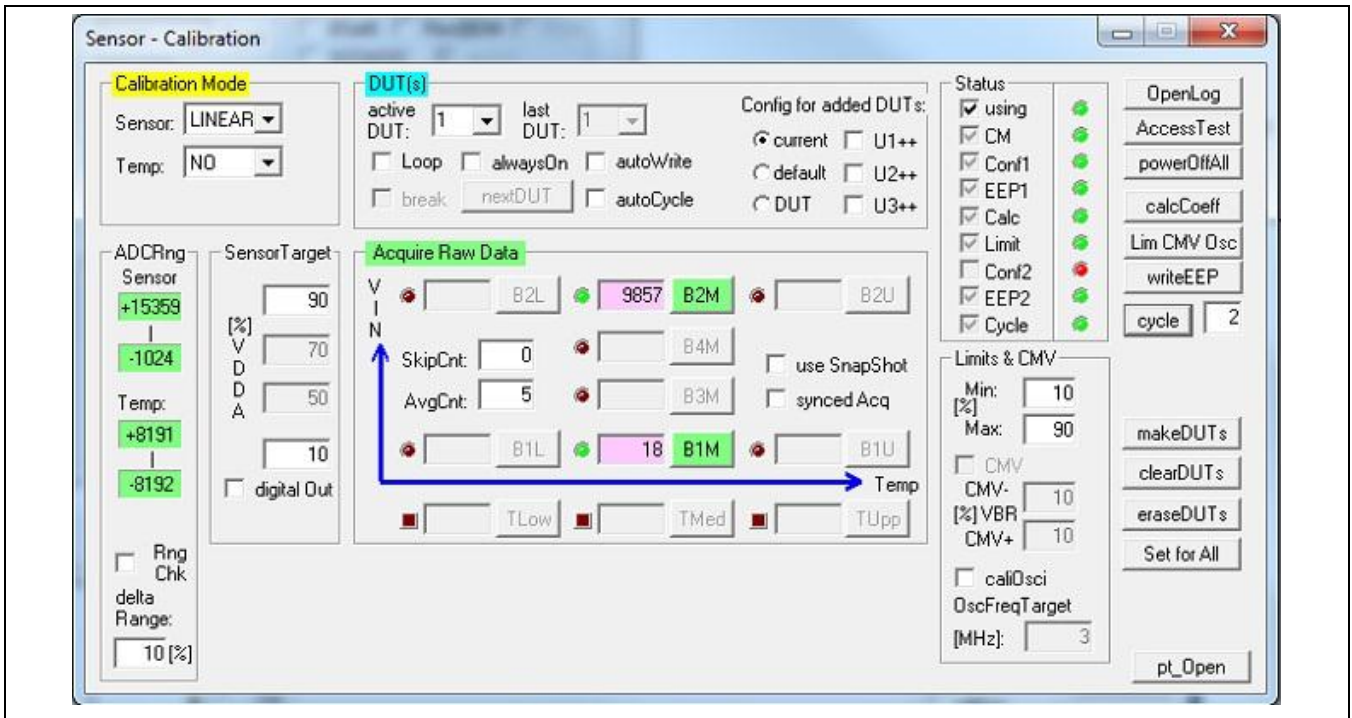 Sensor - Calibration
Calibration Mode
Sensor: LINEAR
Temp: NO
DUT(s)
active DUT: 1 last DUT: 1
Loop alwaysOn autoWrite
break nextDUT autoCycle
Config for added DUTs:
current U1++
default U2++
DUT U3++
Status
using
CM
Conf1
EEP1
Calc
Limit
Conf2
EEP2
Cycle
OpenLog
AccessTest
powerOffAll
calcCoeff
Lim CMV Osc
writeEEP
cycle 2
ADCRng
Sensor
+15359
|
-1024
Temp:
+8191
|
-8192
Rng
Chk
delta
Range:
10 [%]
SensorTarget
[%]
V
D
D
A
90
70
50
10
digital Out
Acquire Raw Data
V
I
N
B2L 9857 B2M B2U
SkipCnt: 0 B4M use SnapShot
AvgCnt: 5 B3M synced Acq
B1L 18 B1M B1U
Temp
TLow TMed TUpp
Limits & CMV
Min: 10
[%]
Max: 90
CMV
CMV- 10
[%] VBR
CMV+ 10
caliOsci
OscFreqTarget
[MHz]: 3
makeDUTs
clearDUTs
eraseDUTs
Set for All
pt_Open